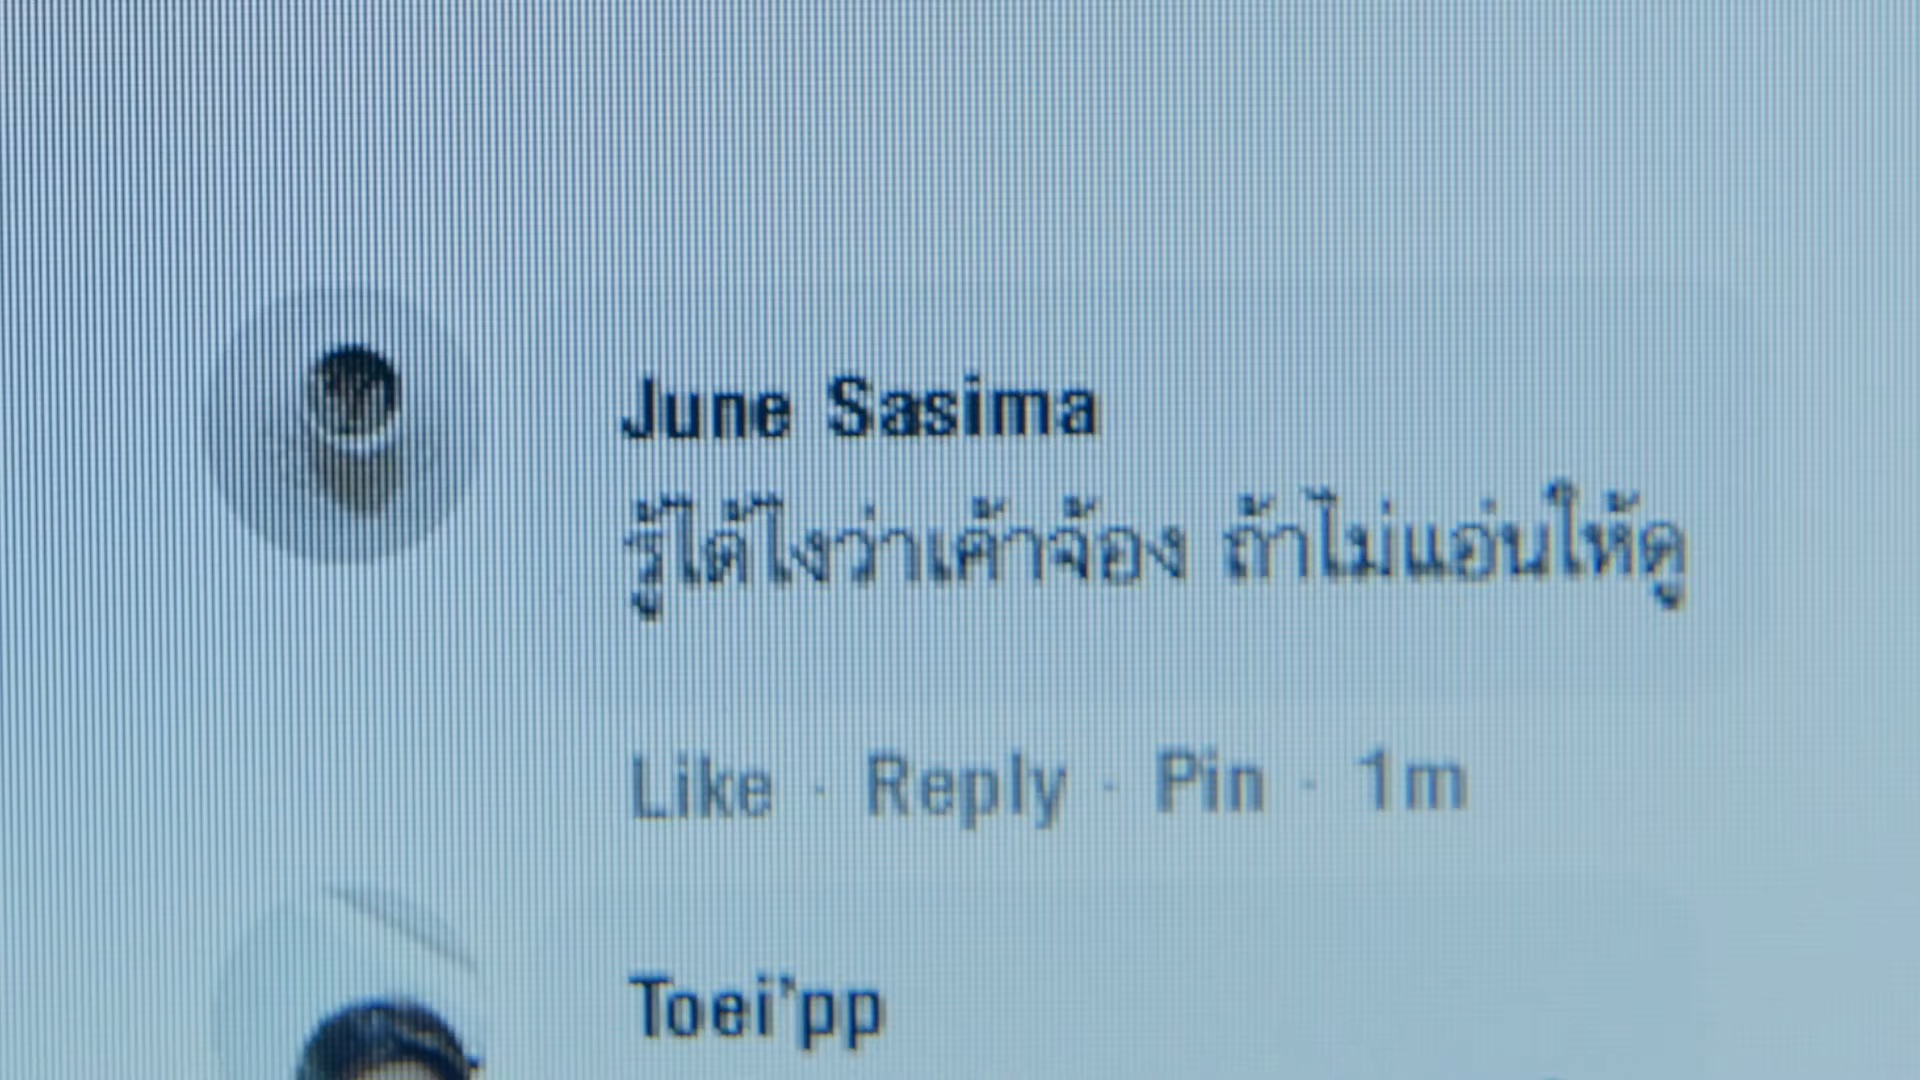 June Sasima
รู้ได้ไงว่าเค้าจ้อง ถ้าไม่แอ่นให้ดู
Like · Reply · Pin · 1m
Toei'pp